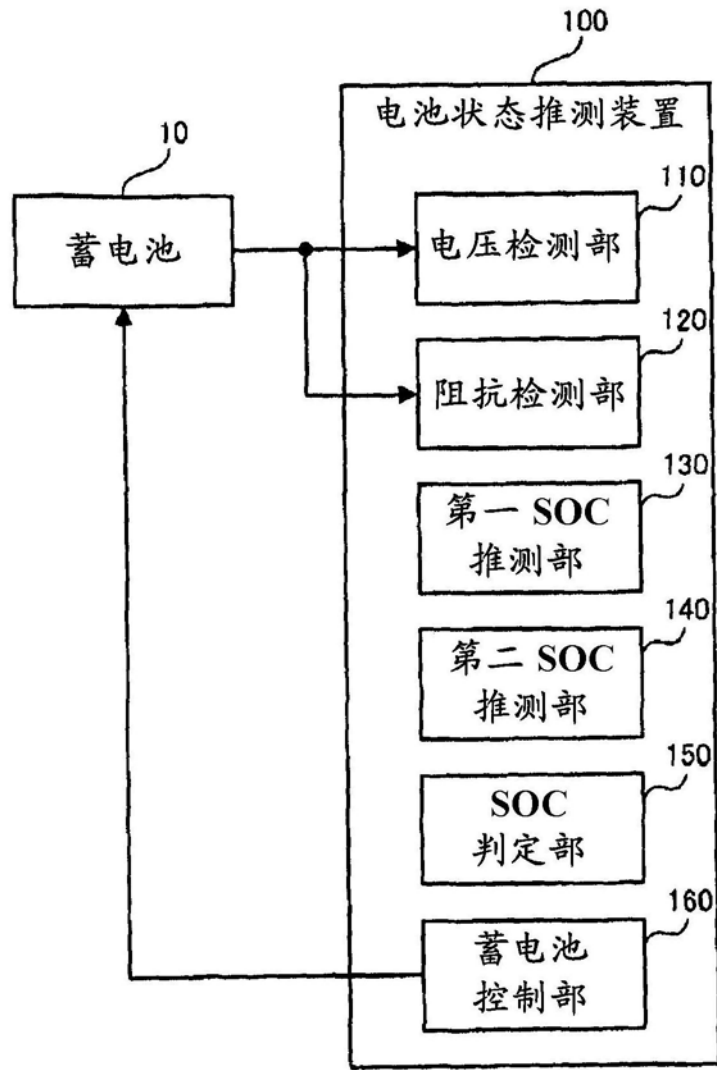 100
电池状态推测装置
10
蓄电池
110
电压检测部
120
阻抗检测部
130
第一 SOC
推测部
140
第二 SOC
推测部
150
SOC
判定部
160
蓄电池
控制部